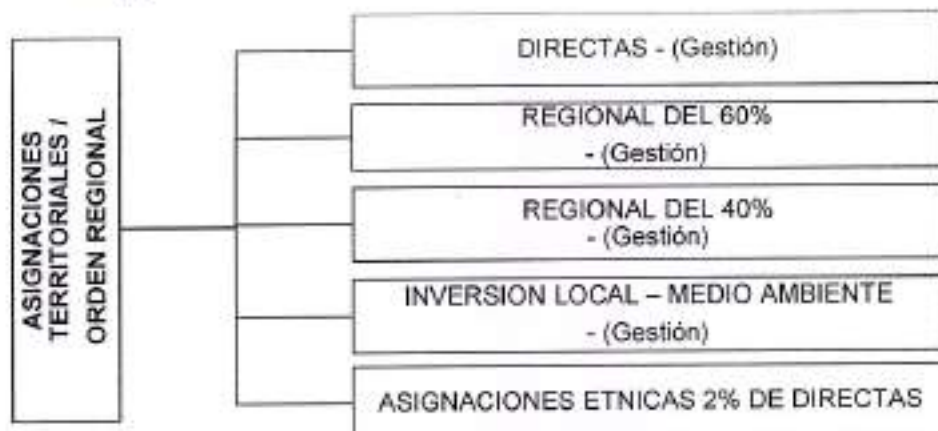 ASIGNACIONES
TERRITORIALES /
ORDEN REGIONAL
DIRECTAS - (Gestión)
REGIONAL DEL 60%
- (Gestión)
REGIONAL DEL 40%
- (Gestión)
INVERSION LOCAL – MEDIO AMBIENTE
- (Gestión)
ASIGNACIONES ETNICAS 2% DE DIRECTAS